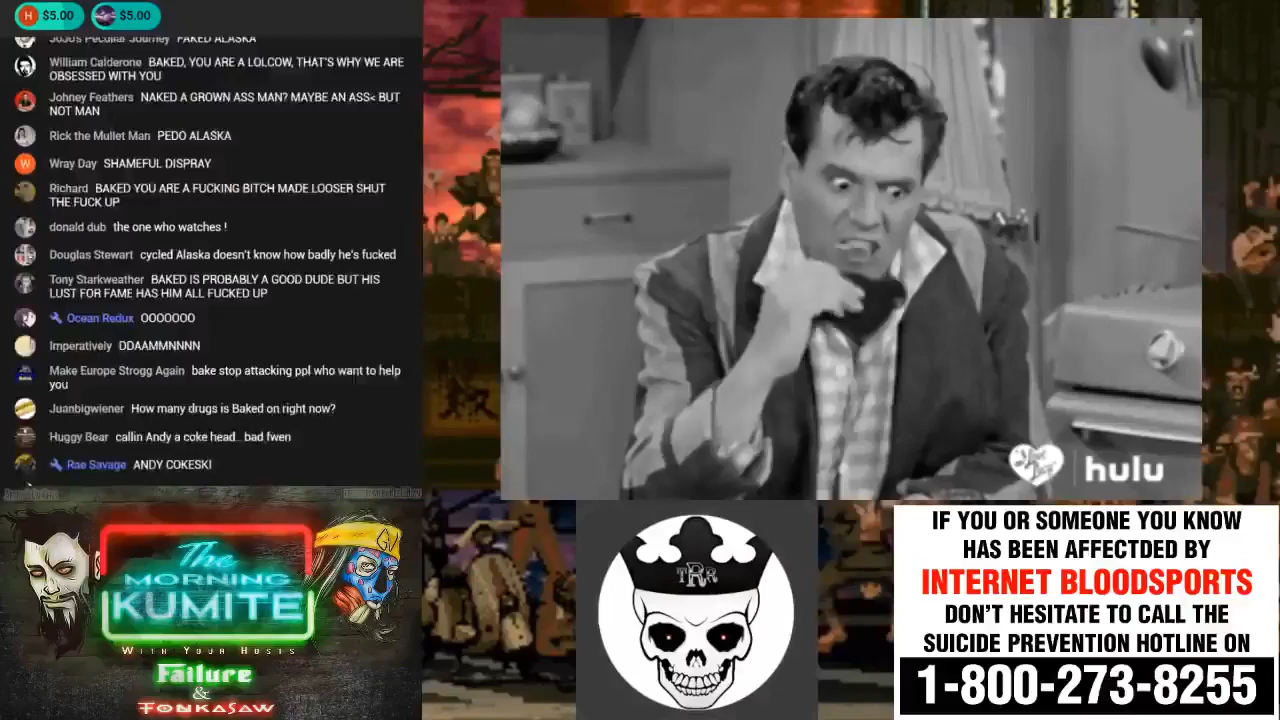 $5.00
$5.00
JoJo's Peculiar Journey FAKED ALASKA
William Calderone BAKED, YOU ARE A LOLCOW, THAT'S WHY WE ARE
OBSESSED WITH YOU
Johney Feathers NAKED A GROWN ASS MAN? MAYBE AN ASS< BUT
NOT MAN
Rick the Mullet Man PEDO ALASKA
Wray Day SHAMEFUL DISPRAY
Richard BAKED YOU ARE A FUCKING BITCH MADE LOOSER SHUT
THE FUCK UP
donald dub the one who watches !
Douglas Stewart cycled Alaska doesn't know how badly he's fucked
Tony Starkweather BAKED IS PROBABLY A GOOD DUDE BUT HIS
LUST FOR FAME HAS HIM ALL FUCKED UP
Ocean Redux OOOOOOO
Imperatively DDAAMMNNNN
Make Europe Strogg Again bake stop attacking ppl who want to help
you
Juanbigwiener How many drugs is Baked on right now?
Huggy Bear callin Andy a coke head.. bad fwen
Rae Savage ANDY COKESKI
hulu
The
MORNING
KUMITE
WITH YOUR HOSTS
Failure
&
TONKASAW
TRR
IF YOU OR SOMEONE YOU KNOW
HAS BEEN AFFECTDED BY
INTERNET BLOODSPORTS
DON'T HESITATE TO CALL THE
SUICIDE PREVENTION HOTLINE ON
1-800-273-8255